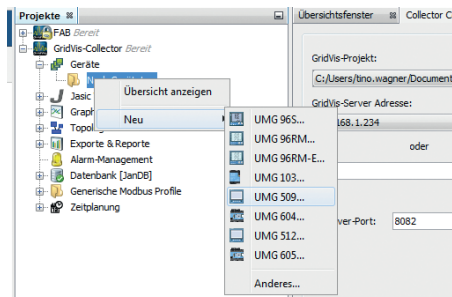 Projekte
Übersichtsfenster
Collector C
FAB Bereit
GridVis-Collector Bereit
Geräte
Jasic
Graph
Topolo
Exporte & Reporte
Alarm-Management
Datenbank [JanDB]
Generische Modbus Profile
Zeitplanung
Übersicht anzeigen
Neu
UMG 96S...
UMG 96RM...
UMG 96RM-E...
UMG 103...
UMG 509...
UMG 604...
UMG 512...
UMG 605...
Anderes...
GridVis-Projekt:
C:/Users/tino.wagner/Document
GridVis-Server Adresse:
168.1.234
oder
ver-Port: 8082